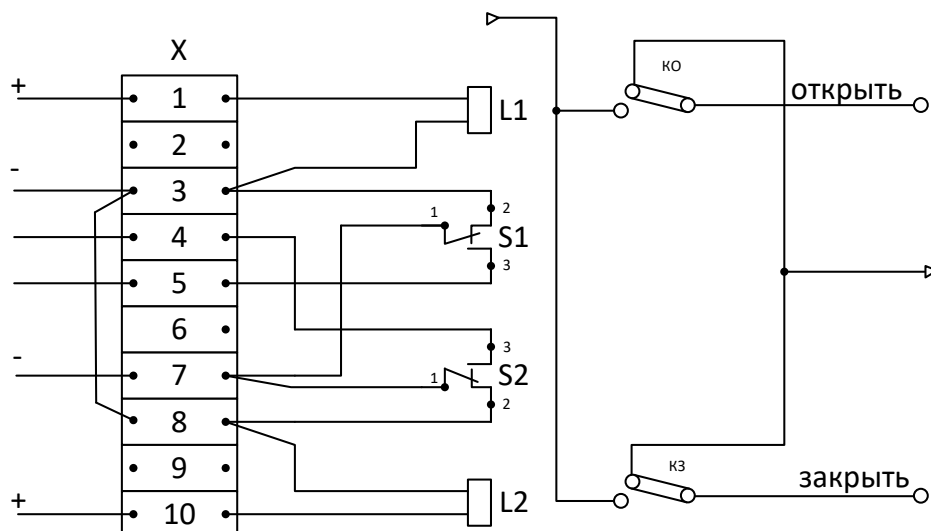 X
+ 1 L1
2
- 3
4
5
6
- 7
8
9
+ 10 L2
1 2 S1 3
3 1 S2 2
КО
открыть
КЗ
закрыть